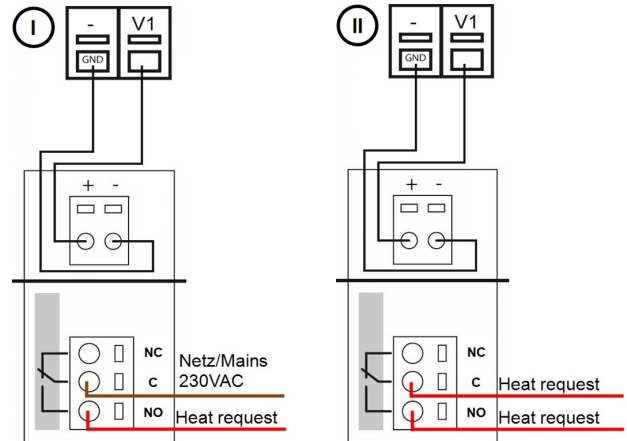 I
- V1
GND
+ -
NC
Netz/Mains
230VAC
C
NO
Heat request
II
- V1
GND
+ -
NC
C
Heat request
NO
Heat request